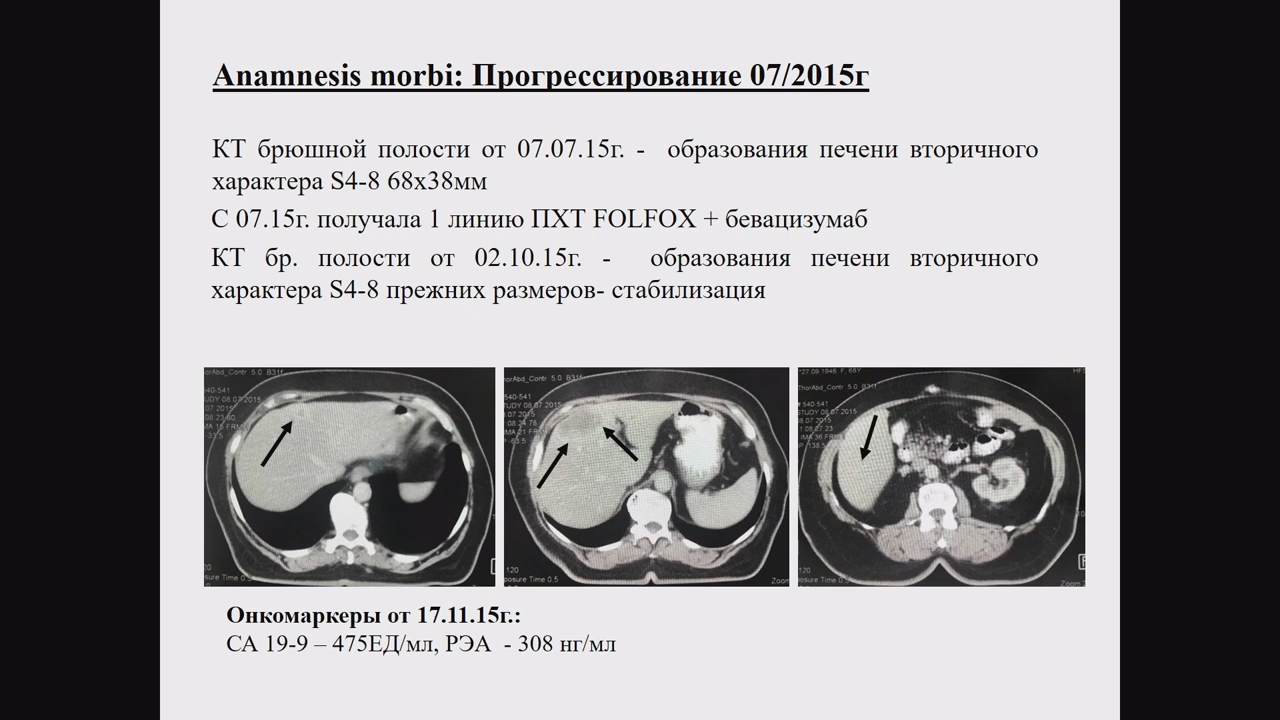 Anamnesis morbi: Прогрессирование 07/2015г
КТ брюшной полости от 07.07.15г. - образования печени вторичного
характера S4-8 68х38мм
С 07.15г. получала 1 линию ПХТ FOLFOX + бевацизумаб
КТ бр. полости от 02.10.15г. - образования печени вторичного
характера S4-8 прежних размеров- стабилизация
Онкомаркеры от 17.11.15г.:
СА 19-9 – 475ЕД/мл, РЭА - 308 нг/мл